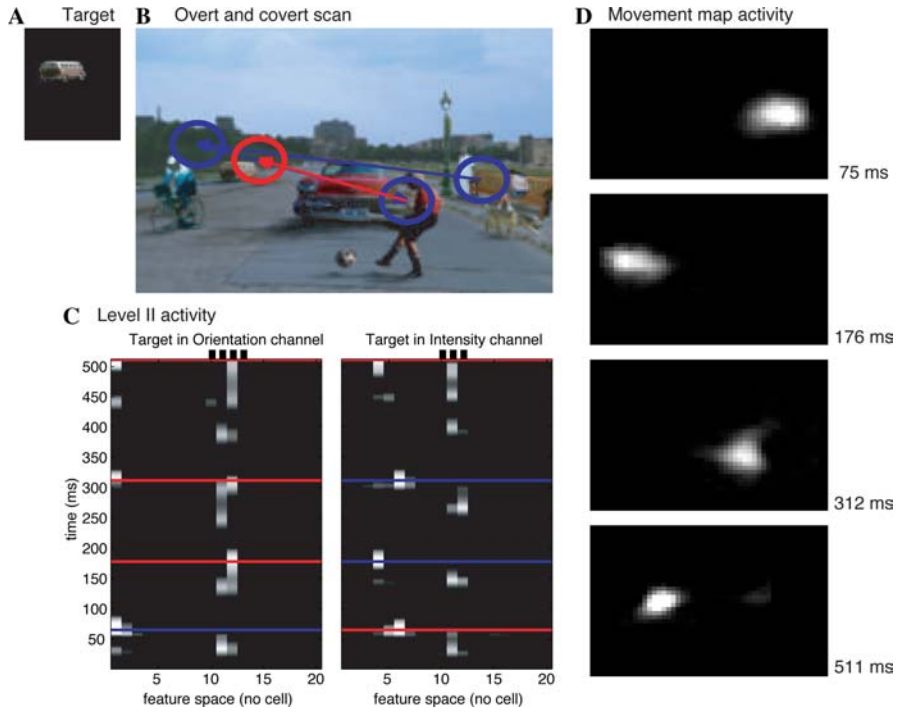 A Target
B Overt and covert scan
C Level II activity
Target in Orientation channel
Target in Intensity channel
500
450
400
350
300
250
200
150
100
50
time (ms)
5 10 15 20
feature space (no cell)
5 10 15 20
feature space (no cell)
D Movement map activity
75 ms
176 ms
312 ms
511 ms